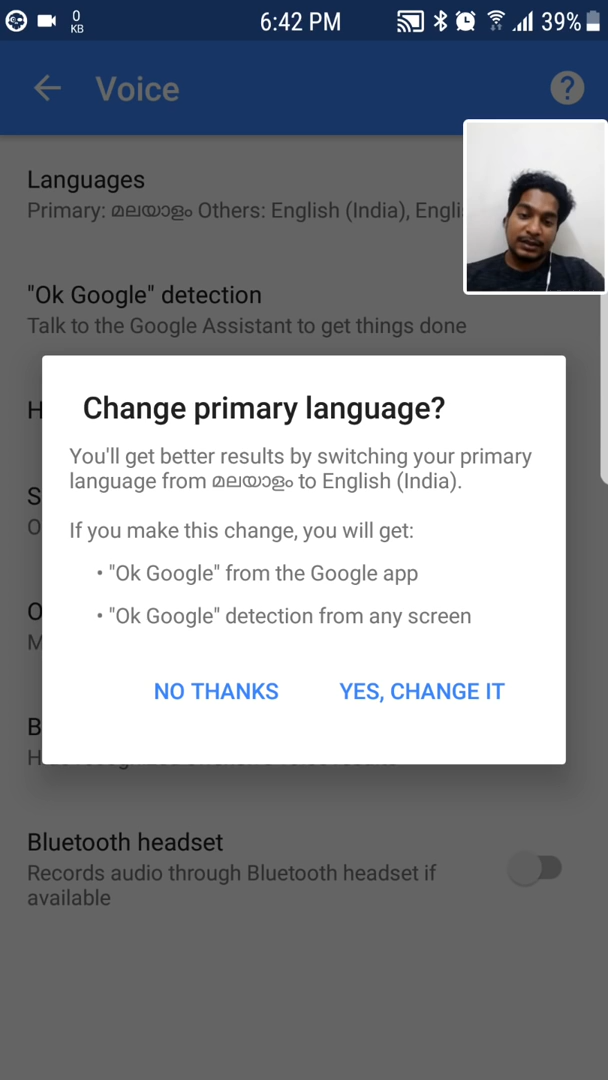 0
KB
6:42 PM
39%
Voice
Languages
Primary: മലയാളം Others: English (India), Engli
"Ok Google" detection
Talk to the Google Assistant to get things done
H
Change primary language?
You'll get better results by switching your primary
language from മലയാളം to English (India).
S
O
If you make this change, you will get:
• "Ok Google" from the Google app
• "Ok Google" detection from any screen
O
M
NO THANKS
YES, CHANGE IT
B
Bluetooth headset
Records audio through Bluetooth headset if
available